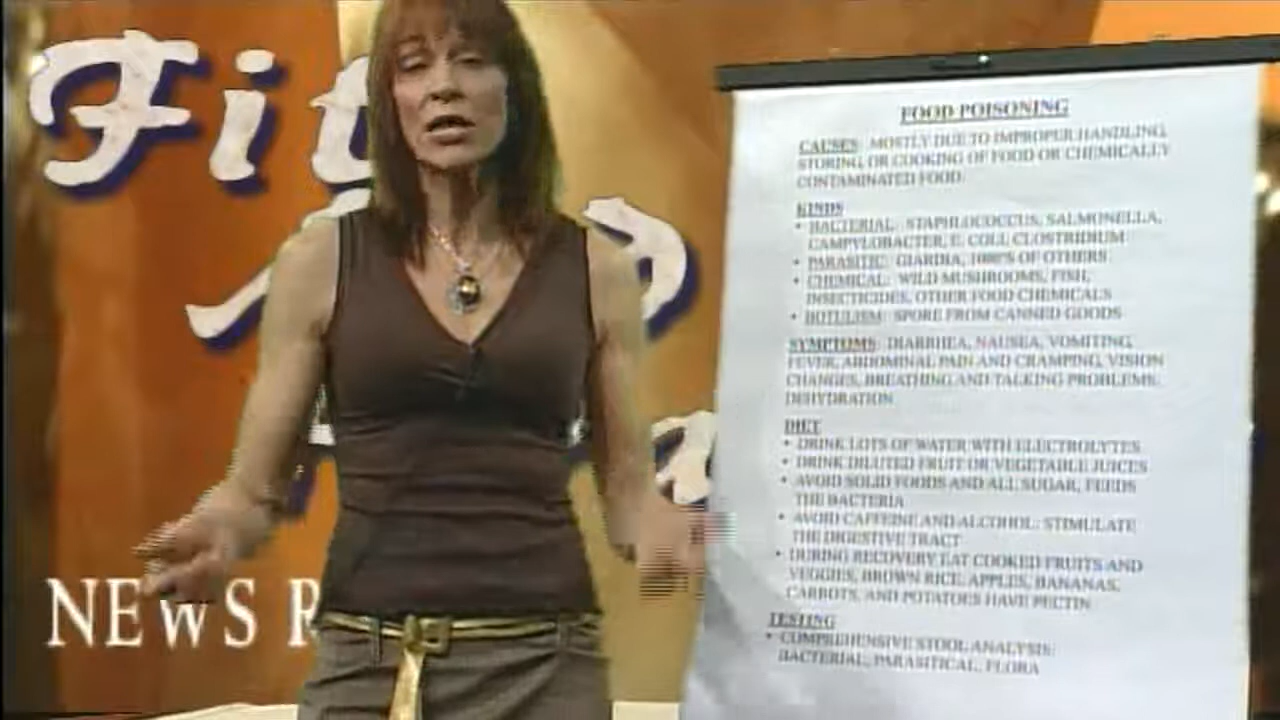 Fit
NEWS R
FOOD POISONING
CAUSES: MOSTLY DUE TO IMPROPER HANDLING,
STORING, OR COOKING OF FOOD OR CHEMICALLY
CONTAMINATED FOOD.
KINDS
• BACTERIAL: STAPHLOCOCCUS, SALMONELLA,
CAMPYLOBACTER, E. COLI, CLOSTRIDIUM
• PARASITIC: GIARDIA, 1000'S OF OTHERS
• CHEMICAL: WILD MUSHROOMS, FISH,
INSECTICIDES, OTHER FOOD CHEMICALS
• BOTULISM: SPORE FROM CANNED GOODS
SYMPTOMS: DIARRHEA, NAUSEA, VOMITING,
FEVER, ABDOMINAL PAIN AND CRAMPING, VISION
CHANGES, BREATHING AND TALKING PROBLEMS,
DEHYDRATION
DIET
• DRINK LOTS OF WATER WITH ELECTROLYTES
• DRINK DILUTED FRUIT OR VEGETABLE JUICES
• AVOID SOLID FOODS AND ALL SUGAR, FEEDS
THE BACTERIA
• AVOID CAFFEINE AND ALCOHOL: STIMULATE
THE DIGESTIVE TRACT
• DURING RECOVERY EAT COOKED FRUITS AND
VEGGIES, BROWN RICE, APPLES, BANANAS,
CARROTS, AND POTATOES HAVE PECTIN
TESTING
• COMPREHENSIVE STOOL ANALYSIS:
BACTERIAL, PARASITICAL, FLORA